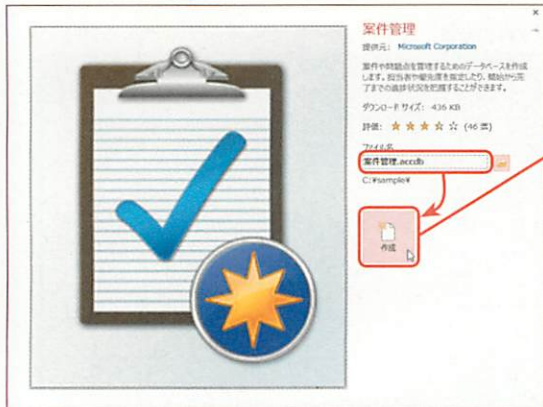 案件管理
提供元: Microsoft Corporation
案件や問題点を管理するためのデータベースを作成
します。担当者や優先度を指定したり、開始から完
了までの進捗状況を把握することができます。
ダウンロード サイズ: 436 KB
評価: ★★★☆☆ (46 票)
ファイル名
案件管理.accdb
C:¥sample¥
作成